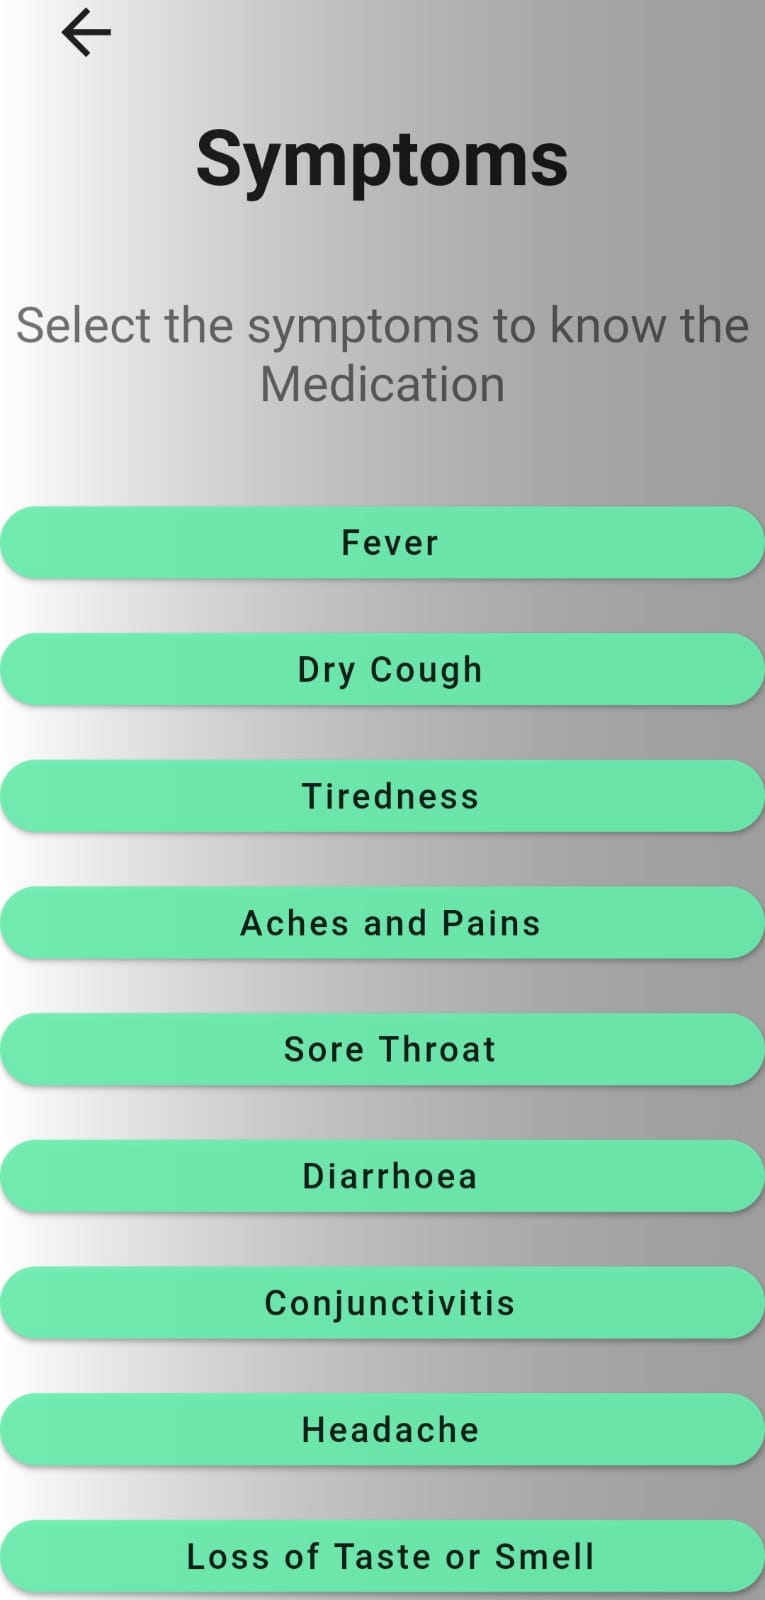 Symptoms
Select the symptoms to know the
Medication
Fever
Dry Cough
Tiredness
Aches and Pains
Sore Throat
Diarrhoea
Conjunctivitis
Headache
Loss of Taste or Smell